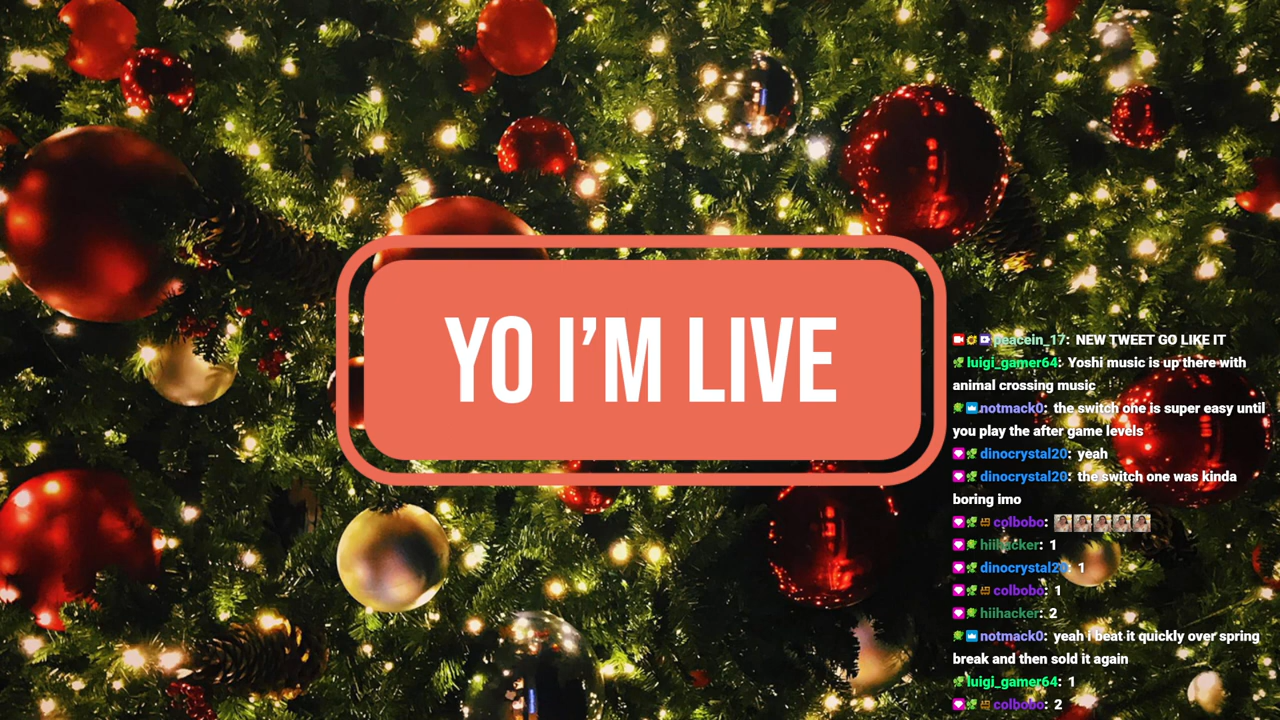 YO I'M LIVE
peacein_17: NEW TWEET GO LIKE IT
luigi_gamer64: Yoshi music is up there with
animal crossing music
notmack0: the switch one is super easy until
you play the after game levels
dinocrystal20: yeah
dinocrystal20: the switch one was kinda
boring imo
colbobo:
hiihacker: 1
dinocrystal20: 1
colbobo: 1
hiihacker: 2
notmack0: yeah i beat it quickly over spring
break and then sold it again
luigi_gamer64: 1
colbobo: 2